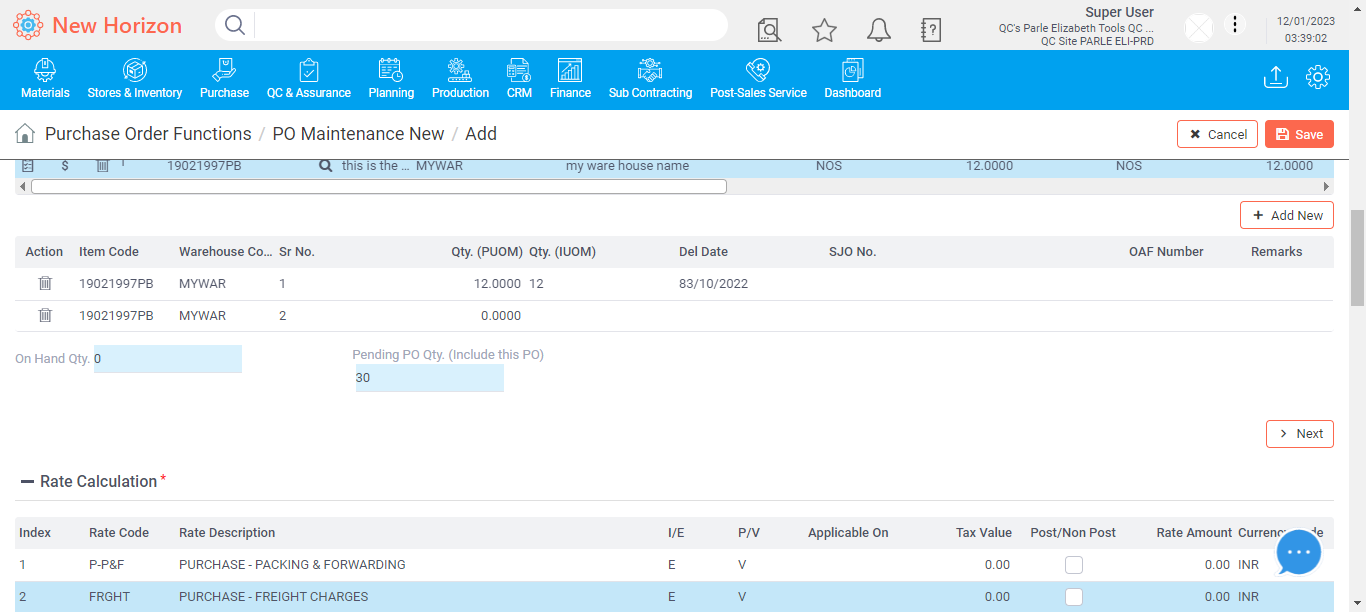 New Horizon
Super User
QC's Parle Elizabeth Tools QC ...
QC Site PARLE ELI-PRD
12/01/2023
03:39:02
Materials Stores & Inventory Purchase QC & Assurance Planning Production CRM Finance Sub Contracting Post-Sales Service Dashboard
Purchase Order Functions / PO Maintenance New / Add
Cancel Save
$ 19021997PB this is the ... MYWAR my ware house name NOS 12.0000 NOS 12.0000
+ Add New
Action Item Code Warehouse Co... Sr No. Qty. (PUOM) Qty. (IUOM) Del Date SJO No. OAF Number Remarks
19021997PB MYWAR 1 12.0000 12 83/10/2022
19021997PB MYWAR 2 0.0000
On Hand Qty. 0
Pending PO Qty. (Include this PO)
30
Next
Rate Calculation *
Index Rate Code Rate Description I/E P/V Applicable On Tax Value Post/Non Post Rate Amount
1 P-P&F PURCHASE - PACKING & FORWARDING E V 0.00 0.00 INR
2 FRGHT PURCHASE - FREIGHT CHARGES E V 0.00 0.00 INR